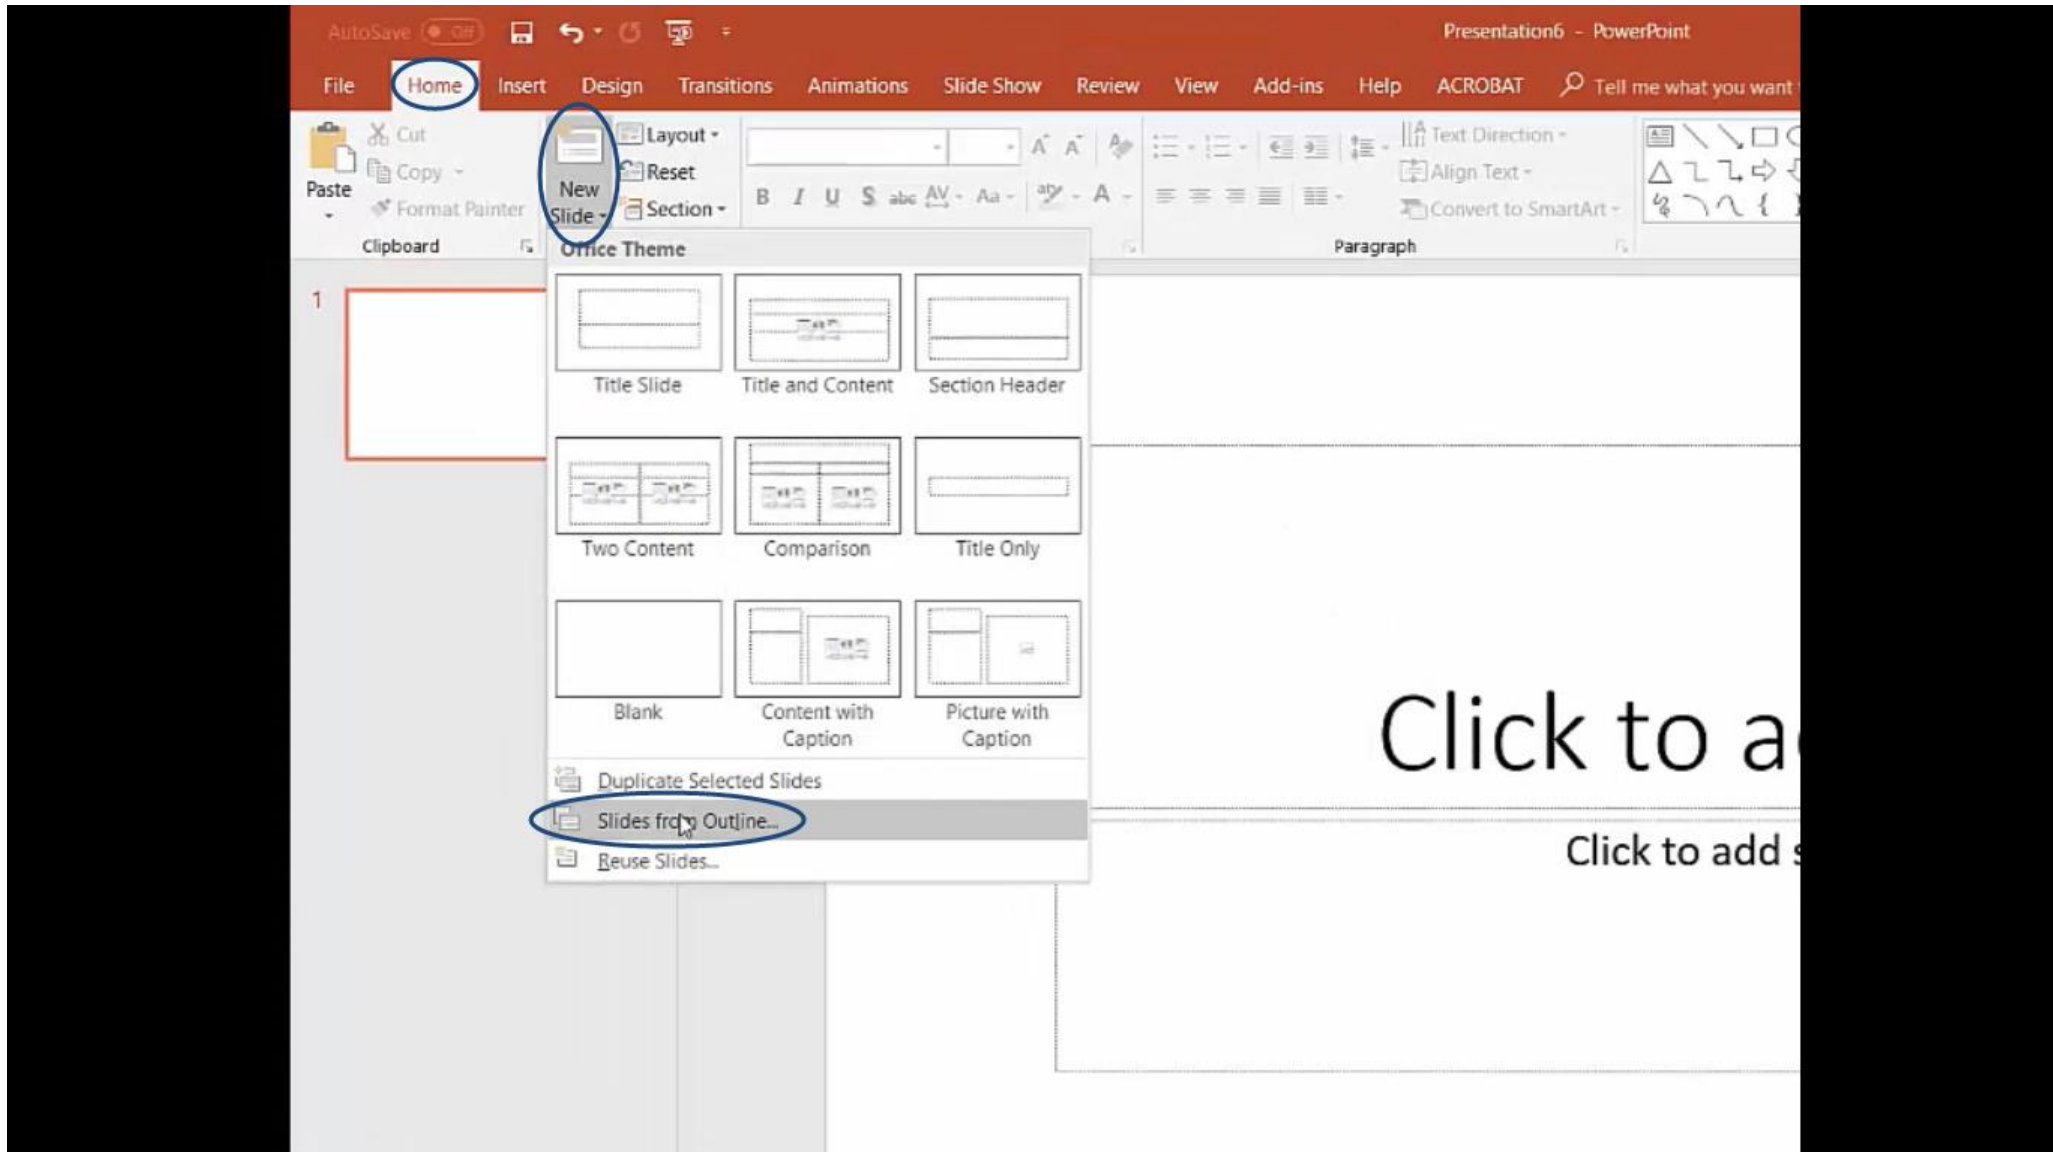 AutoSave Off
Presentation6 - PowerPoint
File Home Insert Design Transitions Animations Slide Show Review View Add-ins Help ACROBAT Tell me what you want
Paste
Cut
Copy
Format Painter
Clipboard
New
Slide
Layout
Reset
Section
B I U S abc AV Aa A
Text Direction
Align Text
Convert to SmartArt
Paragraph
1
Office Theme
Title Slide
Title and Content
Section Header
Two Content
Comparison
Title Only
Blank
Content with
Caption
Picture with
Caption
Duplicate Selected Slides
Slides from Outline...
Reuse Slides...
Click to
Click to add